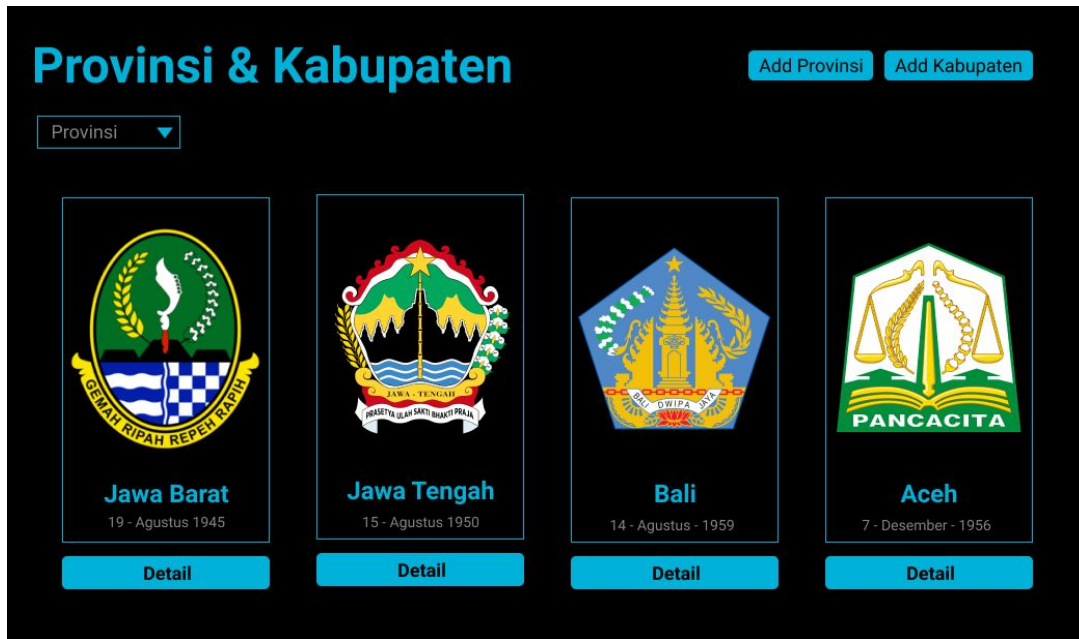 Provinsi & Kabupaten
Add Provinsi
Add Kabupaten
Provinsi
GEMAH RIPAH REPEH RAPIH
JAWA - TENGAH
PRASETYA ULAH SAKTI BHAKTI PRAJA
BALI DWIPA JAYA
PANCACITA
Jawa Barat
19 - Agustus 1945
Jawa Tengah
15 - Agustus 1950
Bali
14 - Agustus - 1959
Aceh
7 - Desember - 1956
Detail
Detail
Detail
Detail